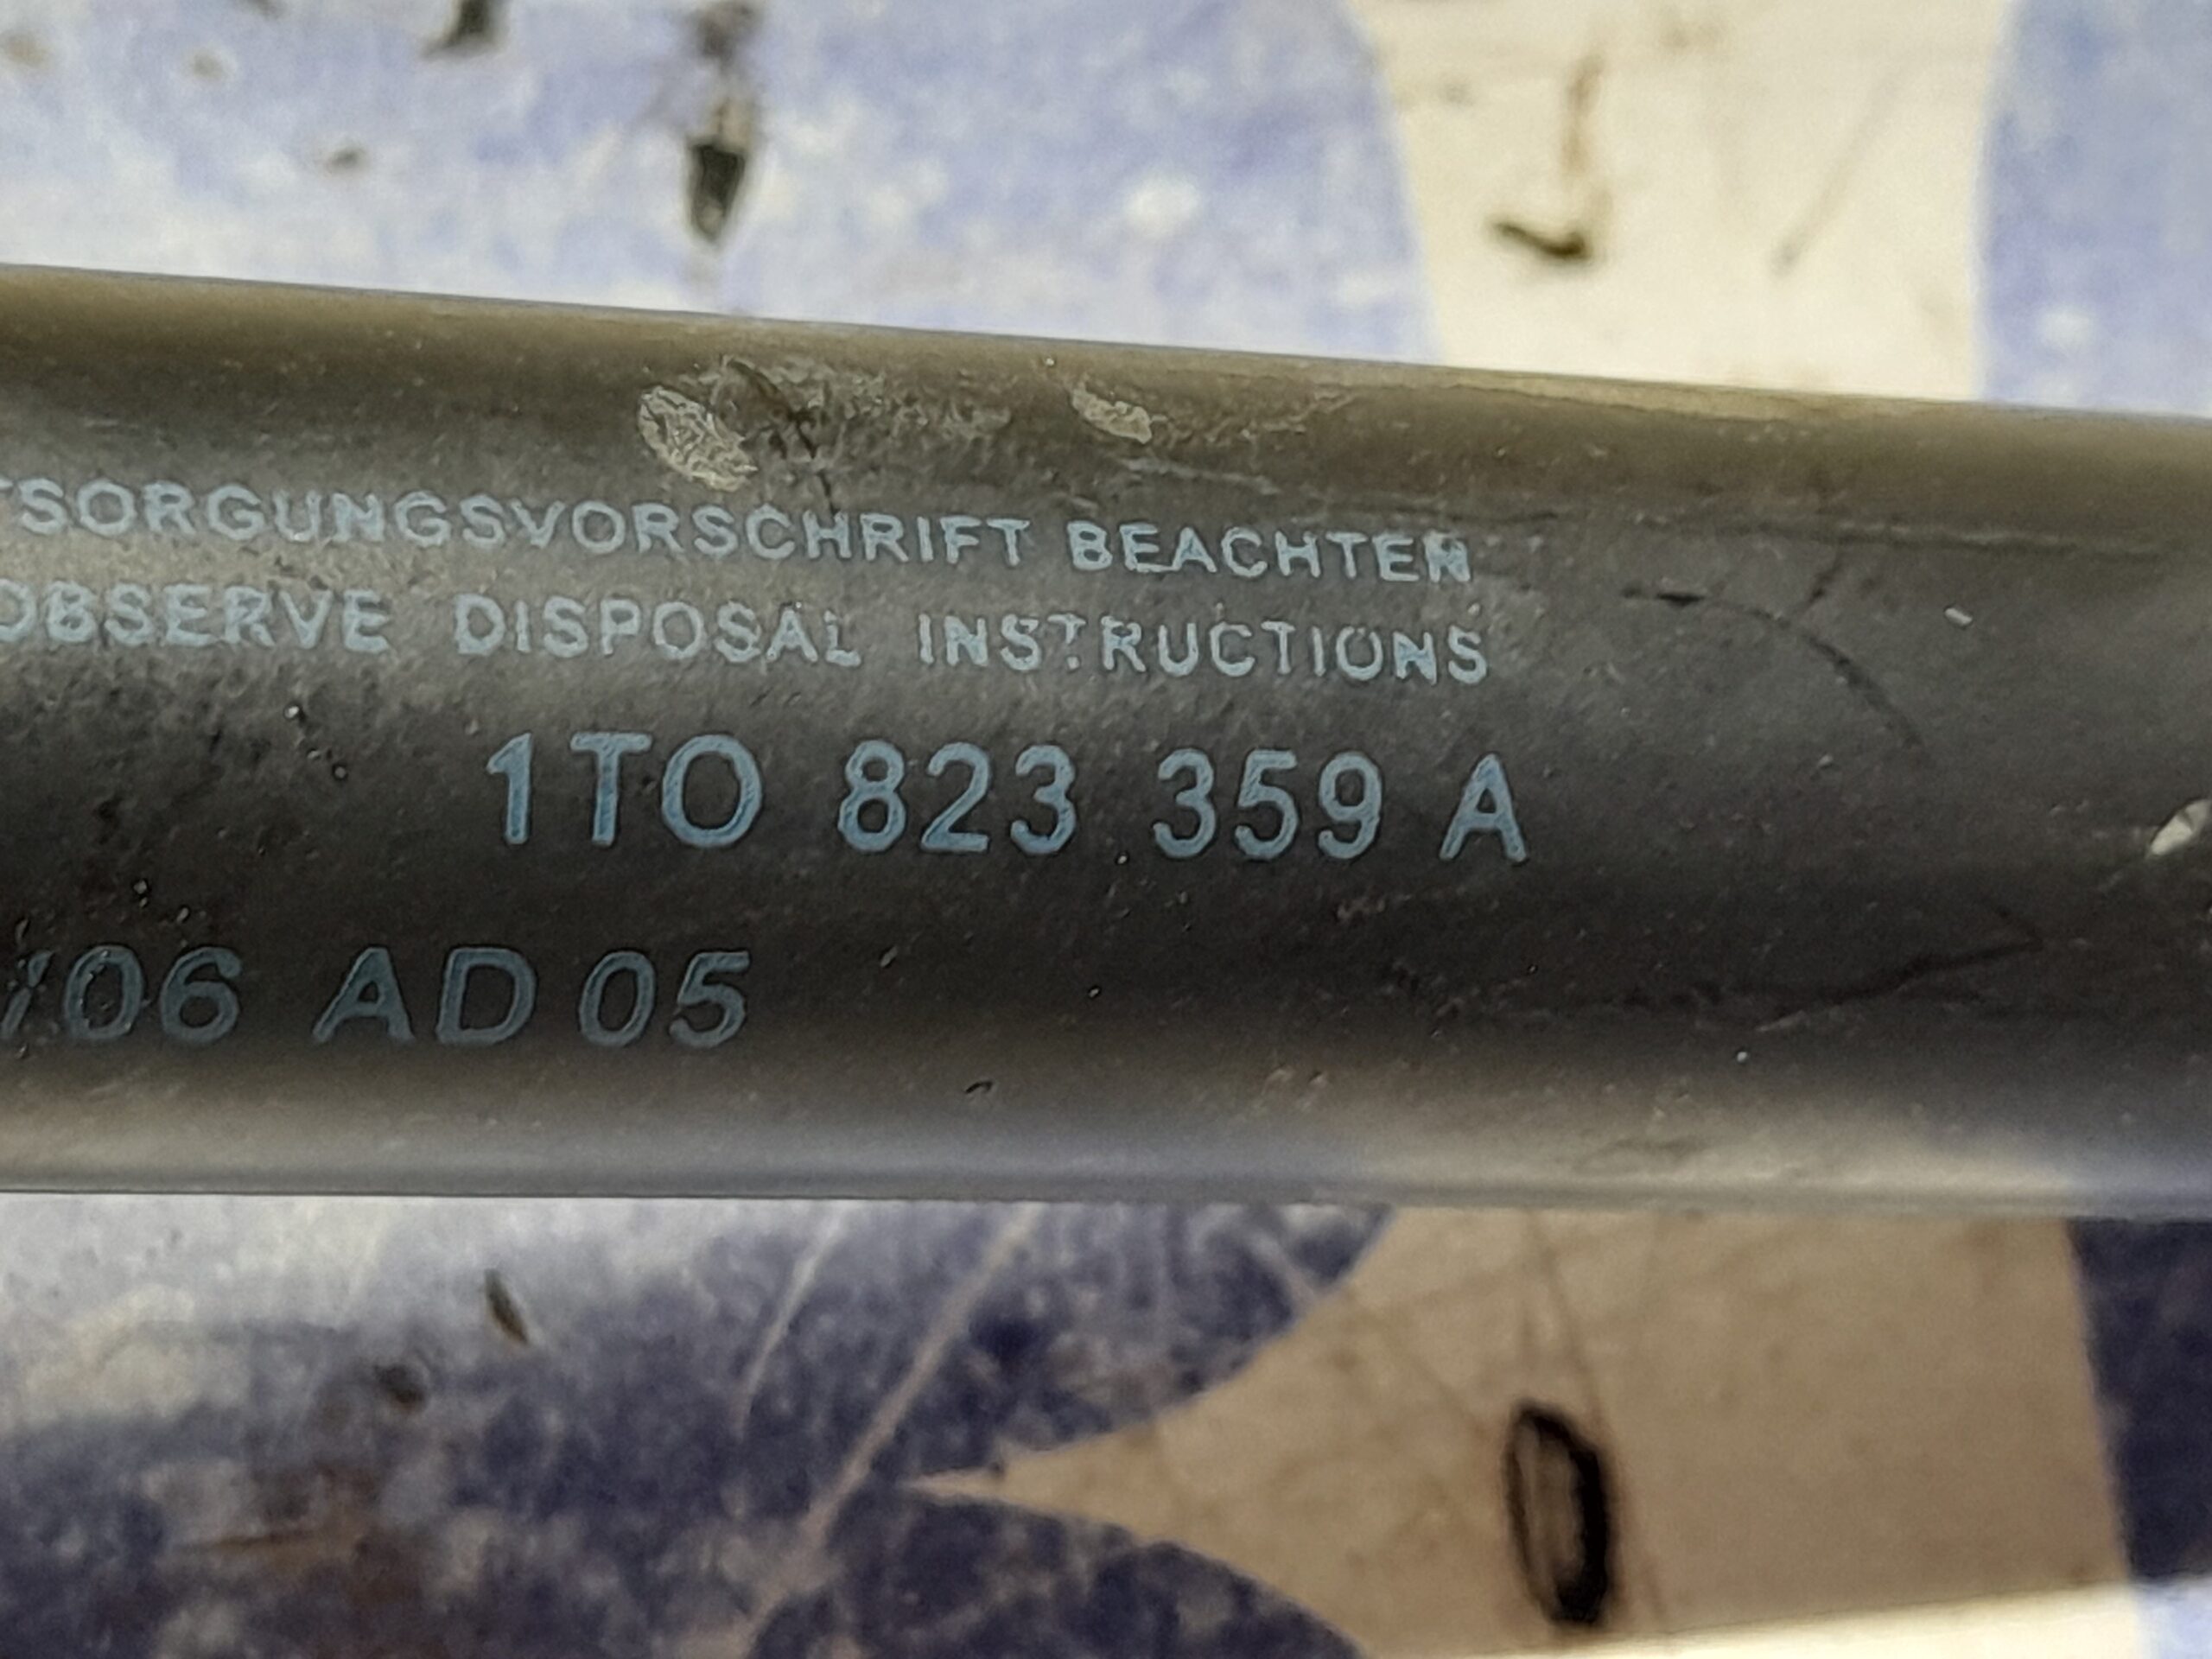 TSORGUNGSVORSCHRIFT BEACHTEN
OBSERVE DISPOSAL INSTRUCTIONS
1TO 823 359 A
/06 AD 05